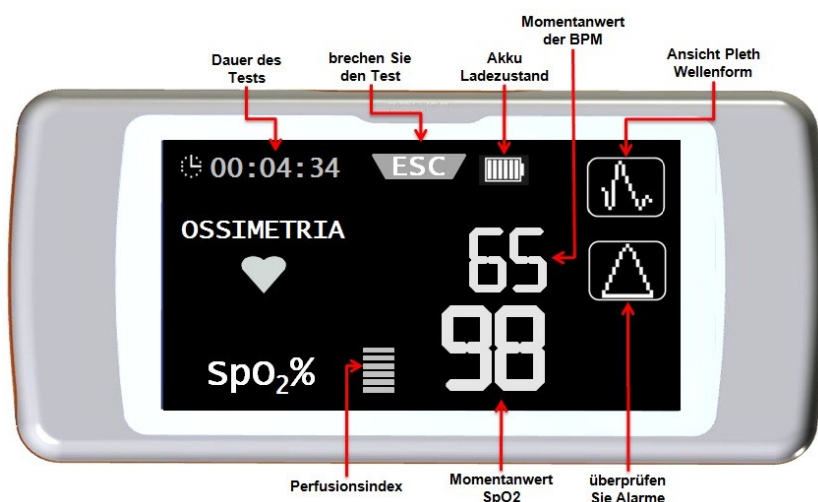 Momentanwert
der BPM
Dauer des
Tests
brechen Sie
den Test
Akku
Ladezustand
Ansicht Pleth
Wellenform
00:04:34
ESC
OSSIMETRIA
65
98
SpO₂%
Perfusionsindex
Momentanwert
SpO2
überprüfen
Sie Alarme